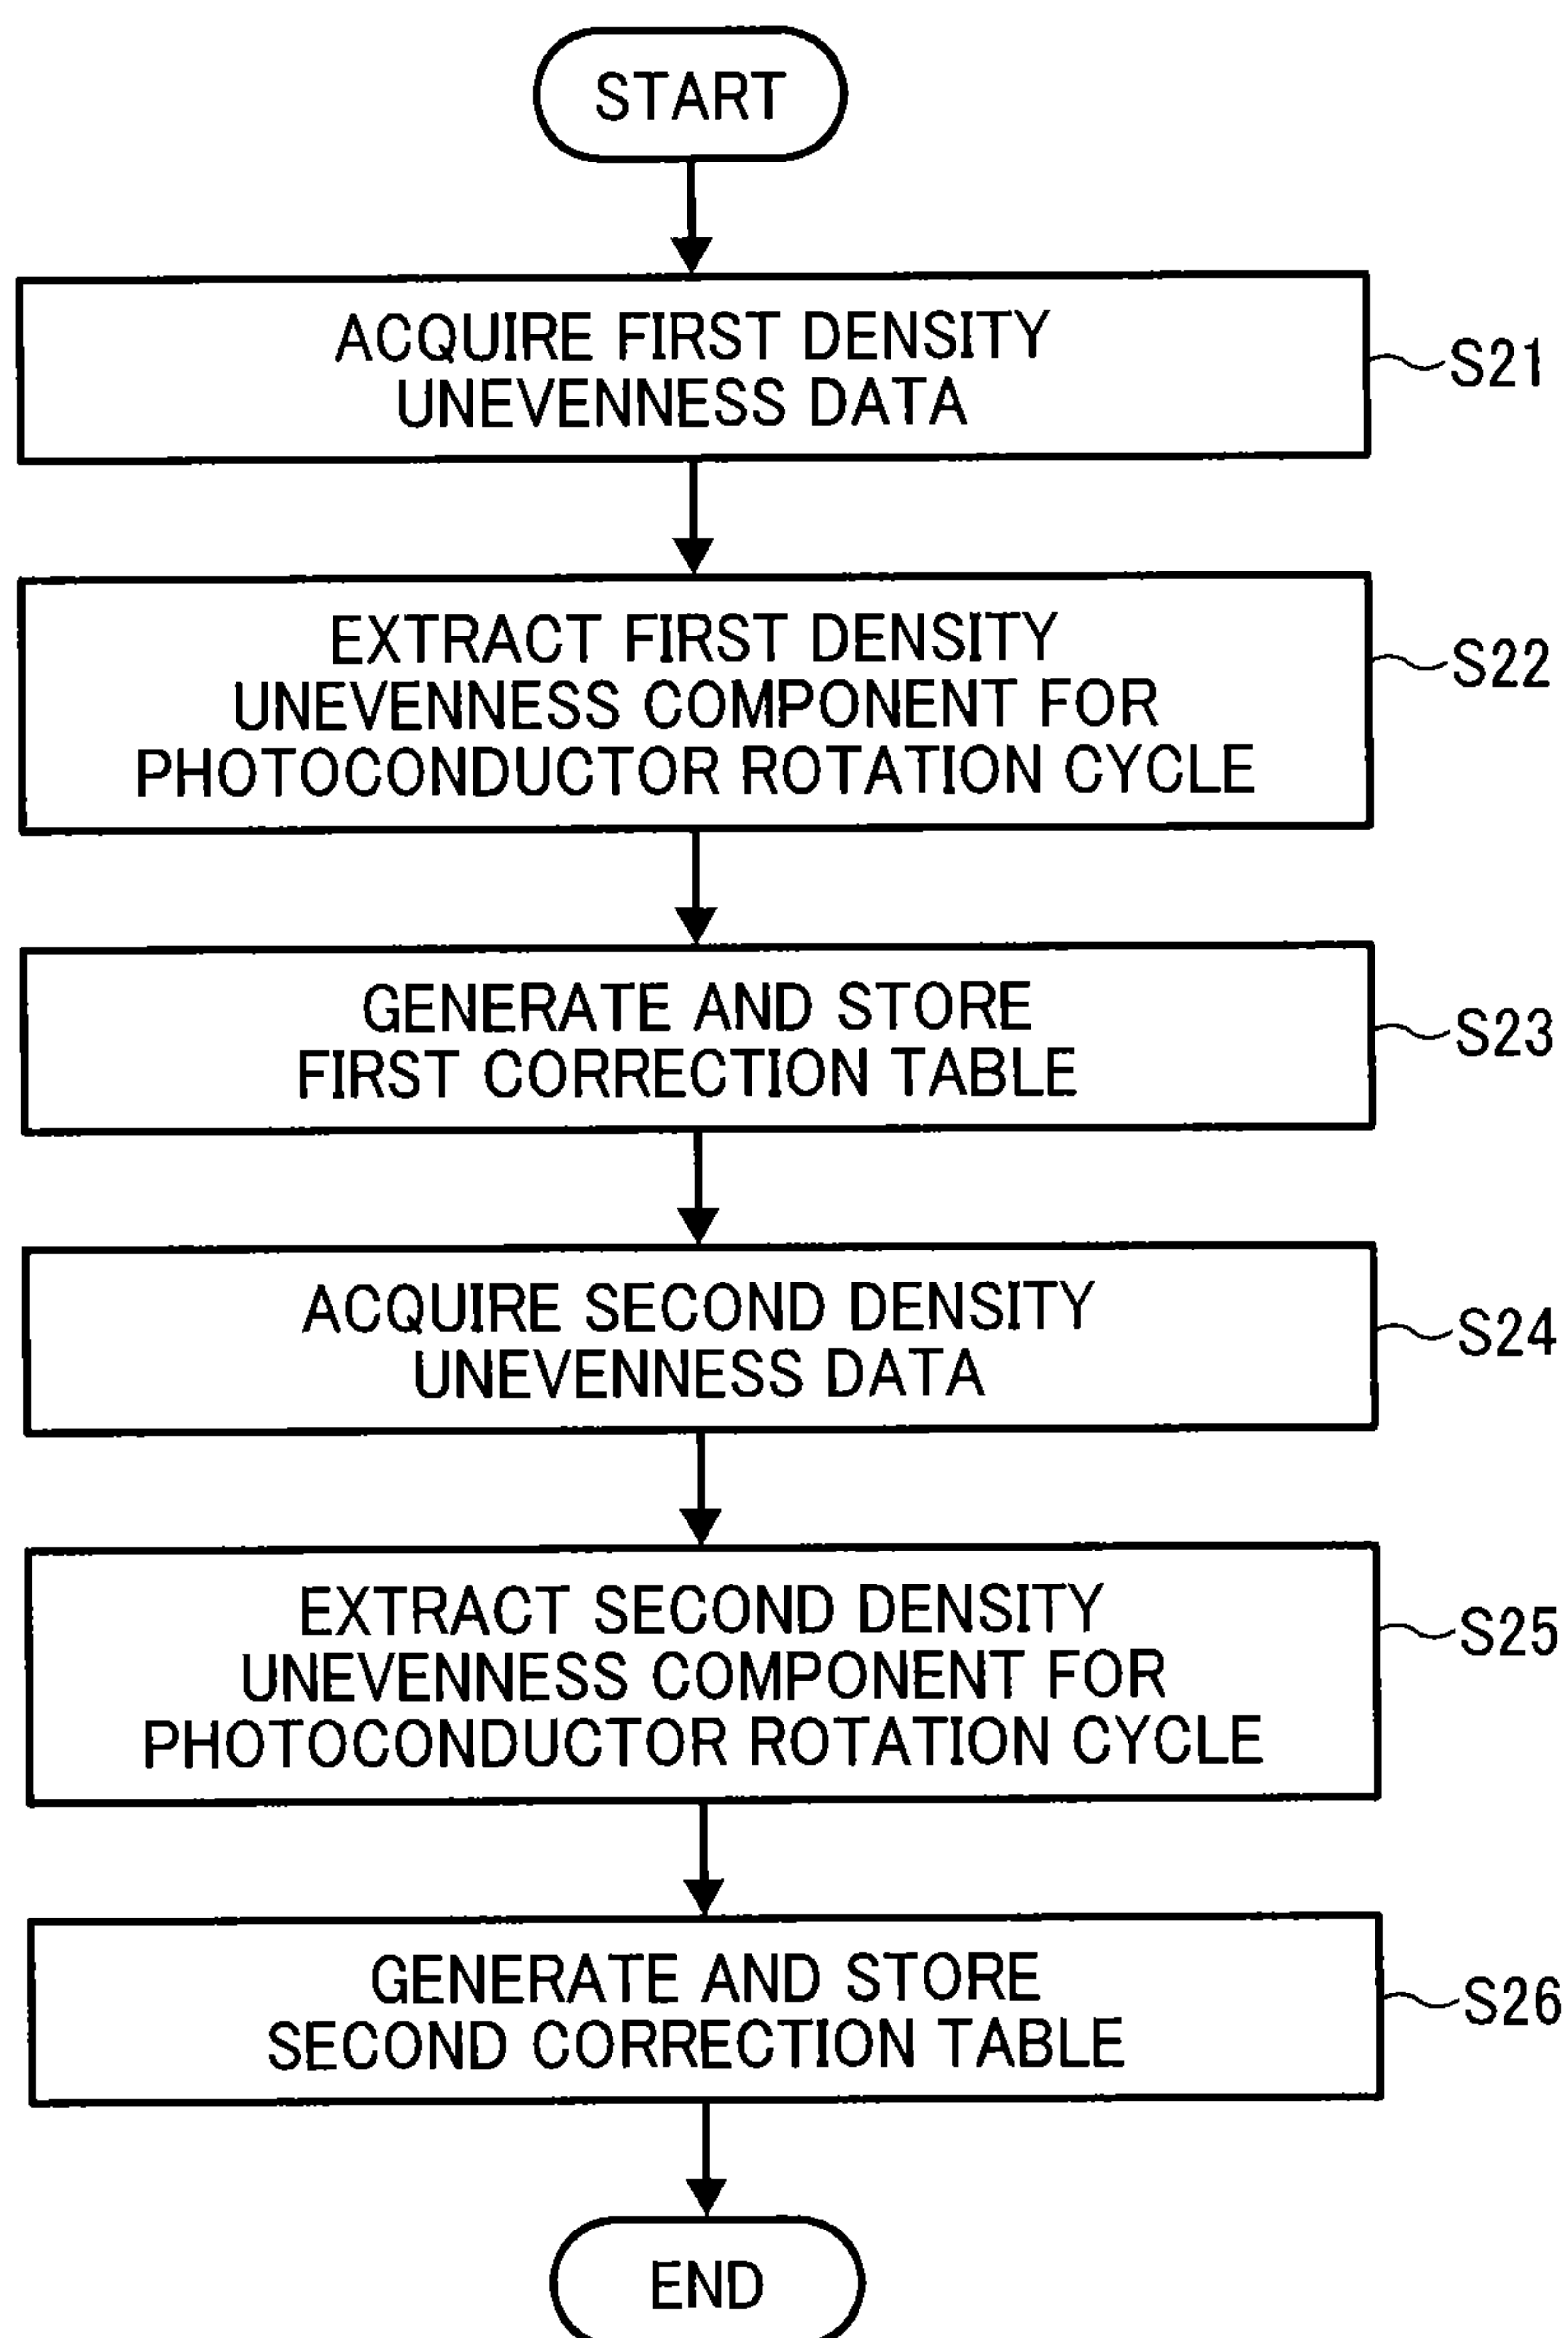 START
ACQUIRE FIRST DENSITY
UNEVENNESS DATA
S21
EXTRACT FIRST DENSITY
UNEVENNESS COMPONENT FOR
PHOTOCONDUCTOR ROTATION CYCLE
S22
GENERATE AND STORE
FIRST CORRECTION TABLE
S23
ACQUIRE SECOND DENSITY
UNEVENNESS DATA
S24
EXTRACT SECOND DENSITY
UNEVENNESS COMPONENT FOR
PHOTOCONDUCTOR ROTATION CYCLE
S25
GENERATE AND STORE
SECOND CORRECTION TABLE
S26
END